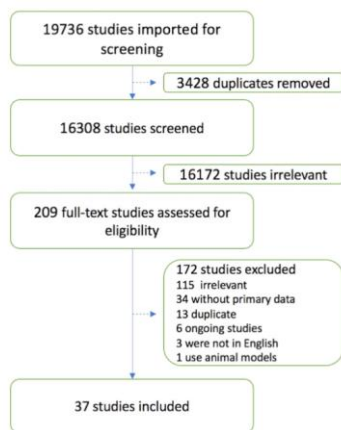 19736 studies imported for
screening
3428 duplicates removed
16308 studies screened
16172 studies irrelevant
209 full-text studies assessed for
eligibility
172 studies excluded
115 irrelevant
34 without primary data
13 duplicate
6 ongoing studies
3 were not in English
1 use animal models
37 studies included